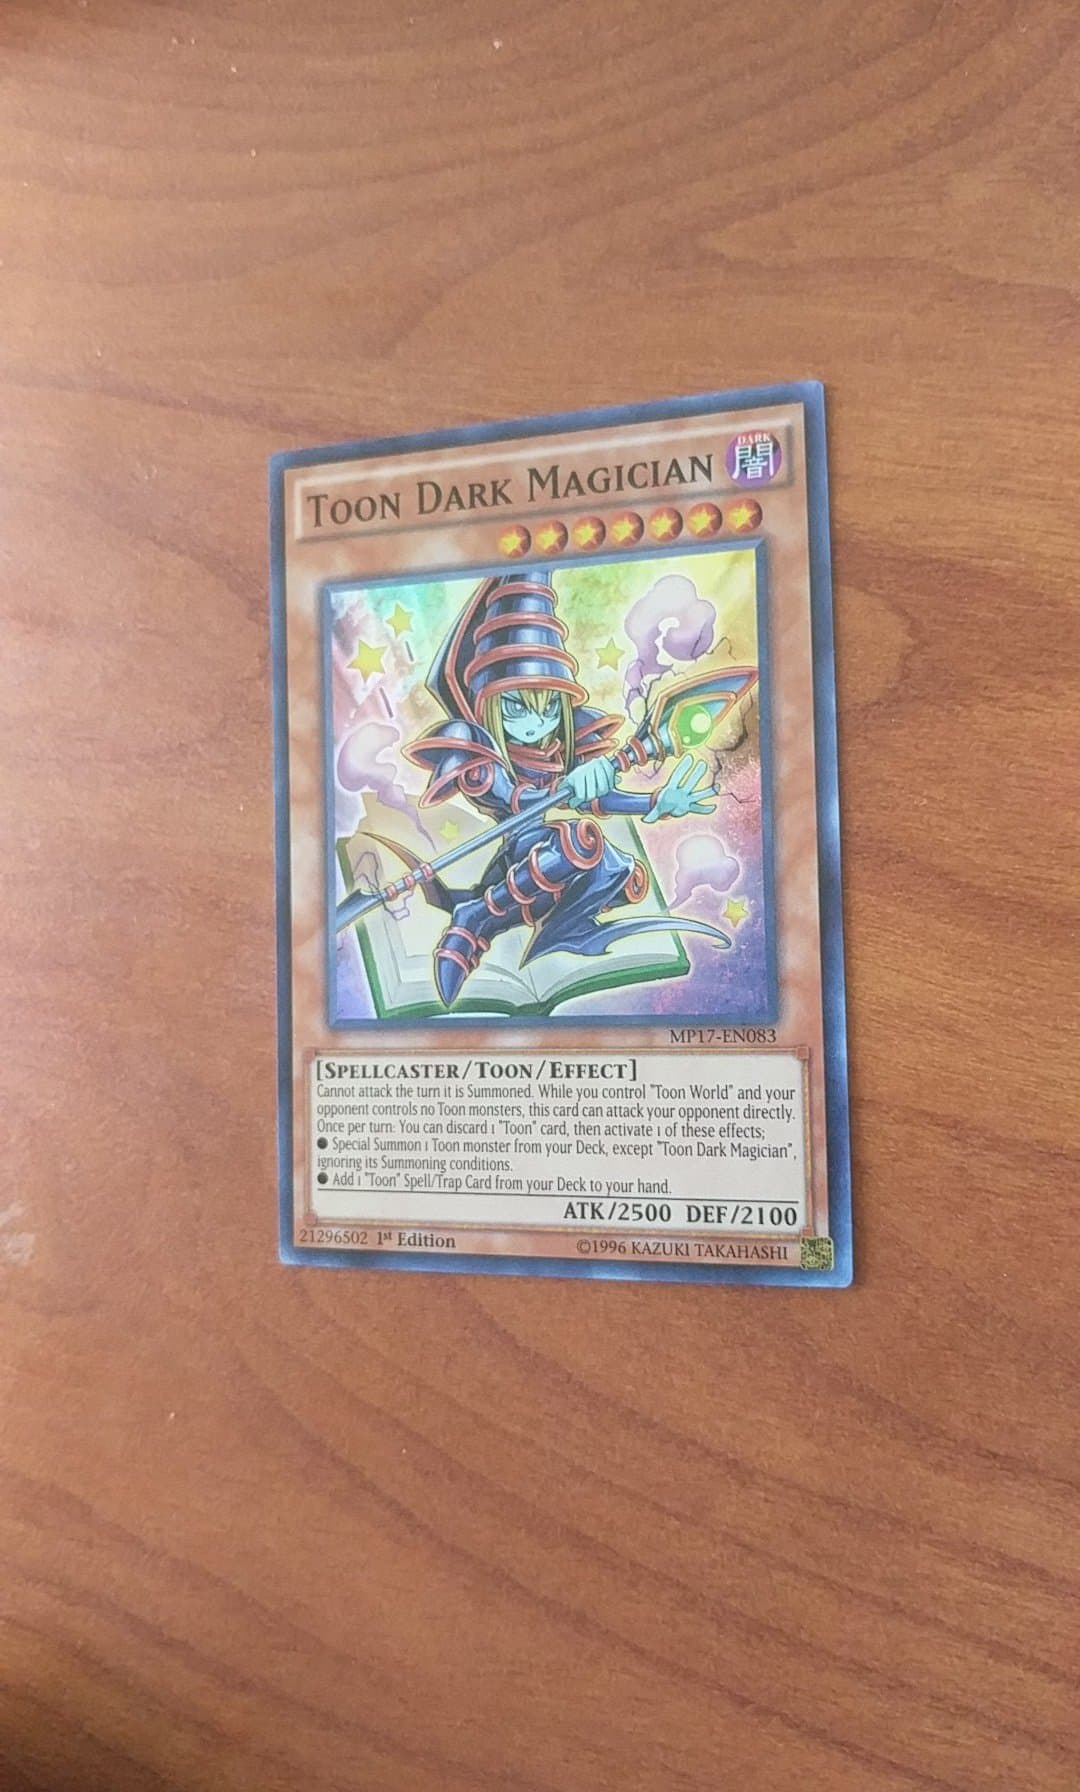 TOON DARK MAGICIAN
DARK
闇
MP17-EN083
[SPELLCASTER/TOON/EFFECT]
Cannot attack the turn it is Summoned. While you control "Toon World" and your
opponent controls no Toon monsters, this card can attack your opponent directly.
Once per turn: You can discard 1 "Toon" card, then activate 1 of these effects;
● Special Summon 1 Toon monster from your Deck, except "Toon Dark Magician",
ignoring its Summoning conditions.
● Add 1 "Toon" Spell/Trap Card from your Deck to your hand.
ATK/2500 DEF/2100
21296502 1st Edition
©1996 KAZUKI TAKAHASHI